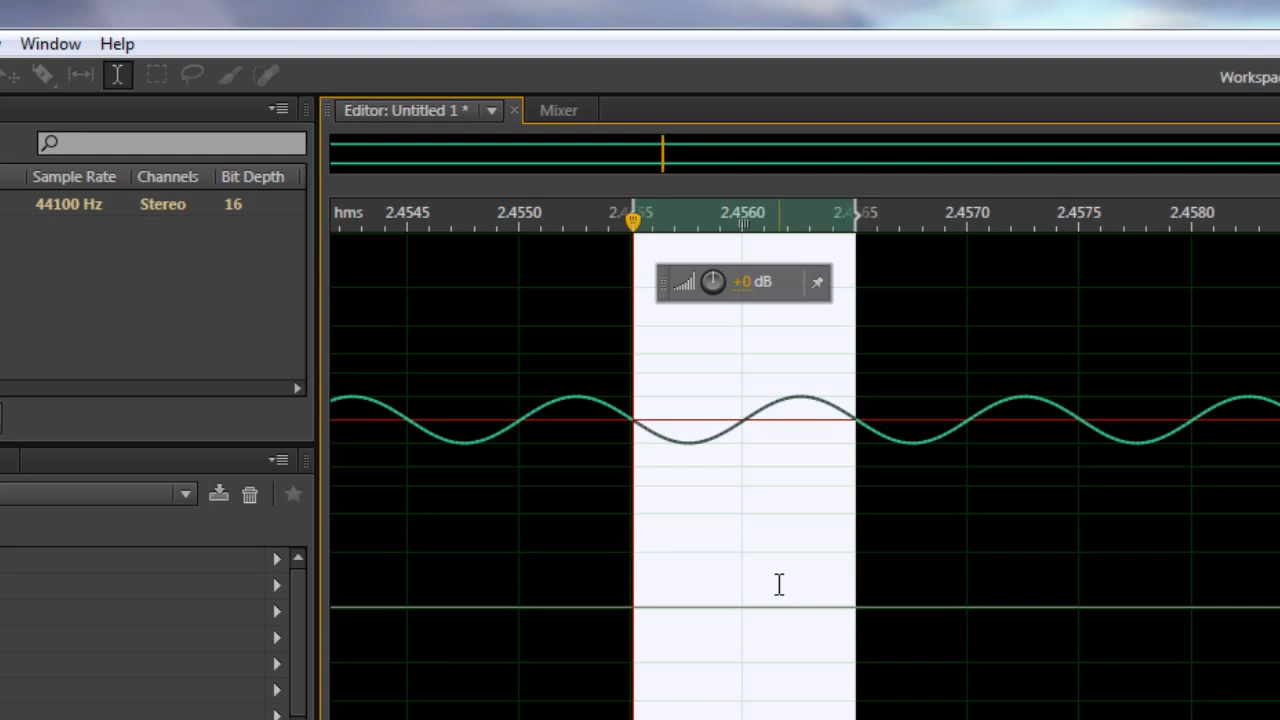 Window Help
Workspa
Editor: Untitled 1 * Mixer
Sample Rate Channels Bit Depth
44100 Hz Stereo 16
hms 2.4545 2.4550 2.4560 2.4570 2.4575 2.4580
+0 dB